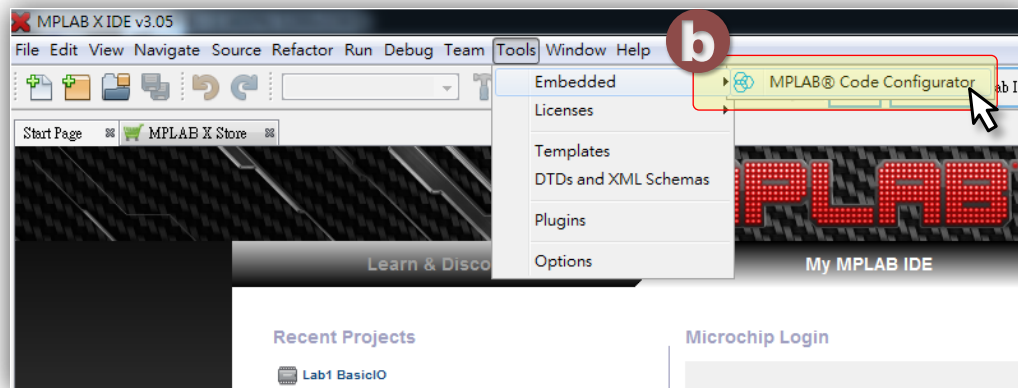 MPLAB X IDE v3.05
File Edit View Navigate Source Refactor Run Debug Team Tools Window Help
b
Embedded
MPLAB® Code Configurator
Licenses
Start Page
MPLAB X Store
Templates
DTDs and XML Schemas
Plugins
Options
MPLAB
Learn & Disco
My MPLAB IDE
Recent Projects
Microchip Login
Lab1 BasicIO